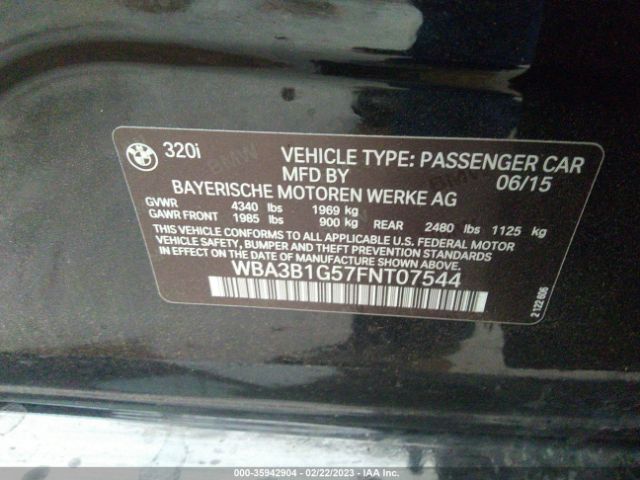 320i
VEHICLE TYPE: PASSENGER CAR
MFD BY 06/15
BAYERISCHE MOTOREN WERKE AG
GVWR 4340 lbs 1969 kg
GAWR FRONT 1985 lbs 900 kg REAR 2480 lbs 1125 kg
THIS VEHICLE CONFORMS TO ALL APPLICABLE U.S. FEDERAL MOTOR
VEHICLE SAFETY, BUMPER AND THEFT PREVENTION STANDARDS
IN EFFECT ON THE DATE OF MANUFACTURE SHOWN ABOVE.
WBA3B1G57FNT07544
2 122 606
000-35942904 - 02/22/2023 - IAA Inc.